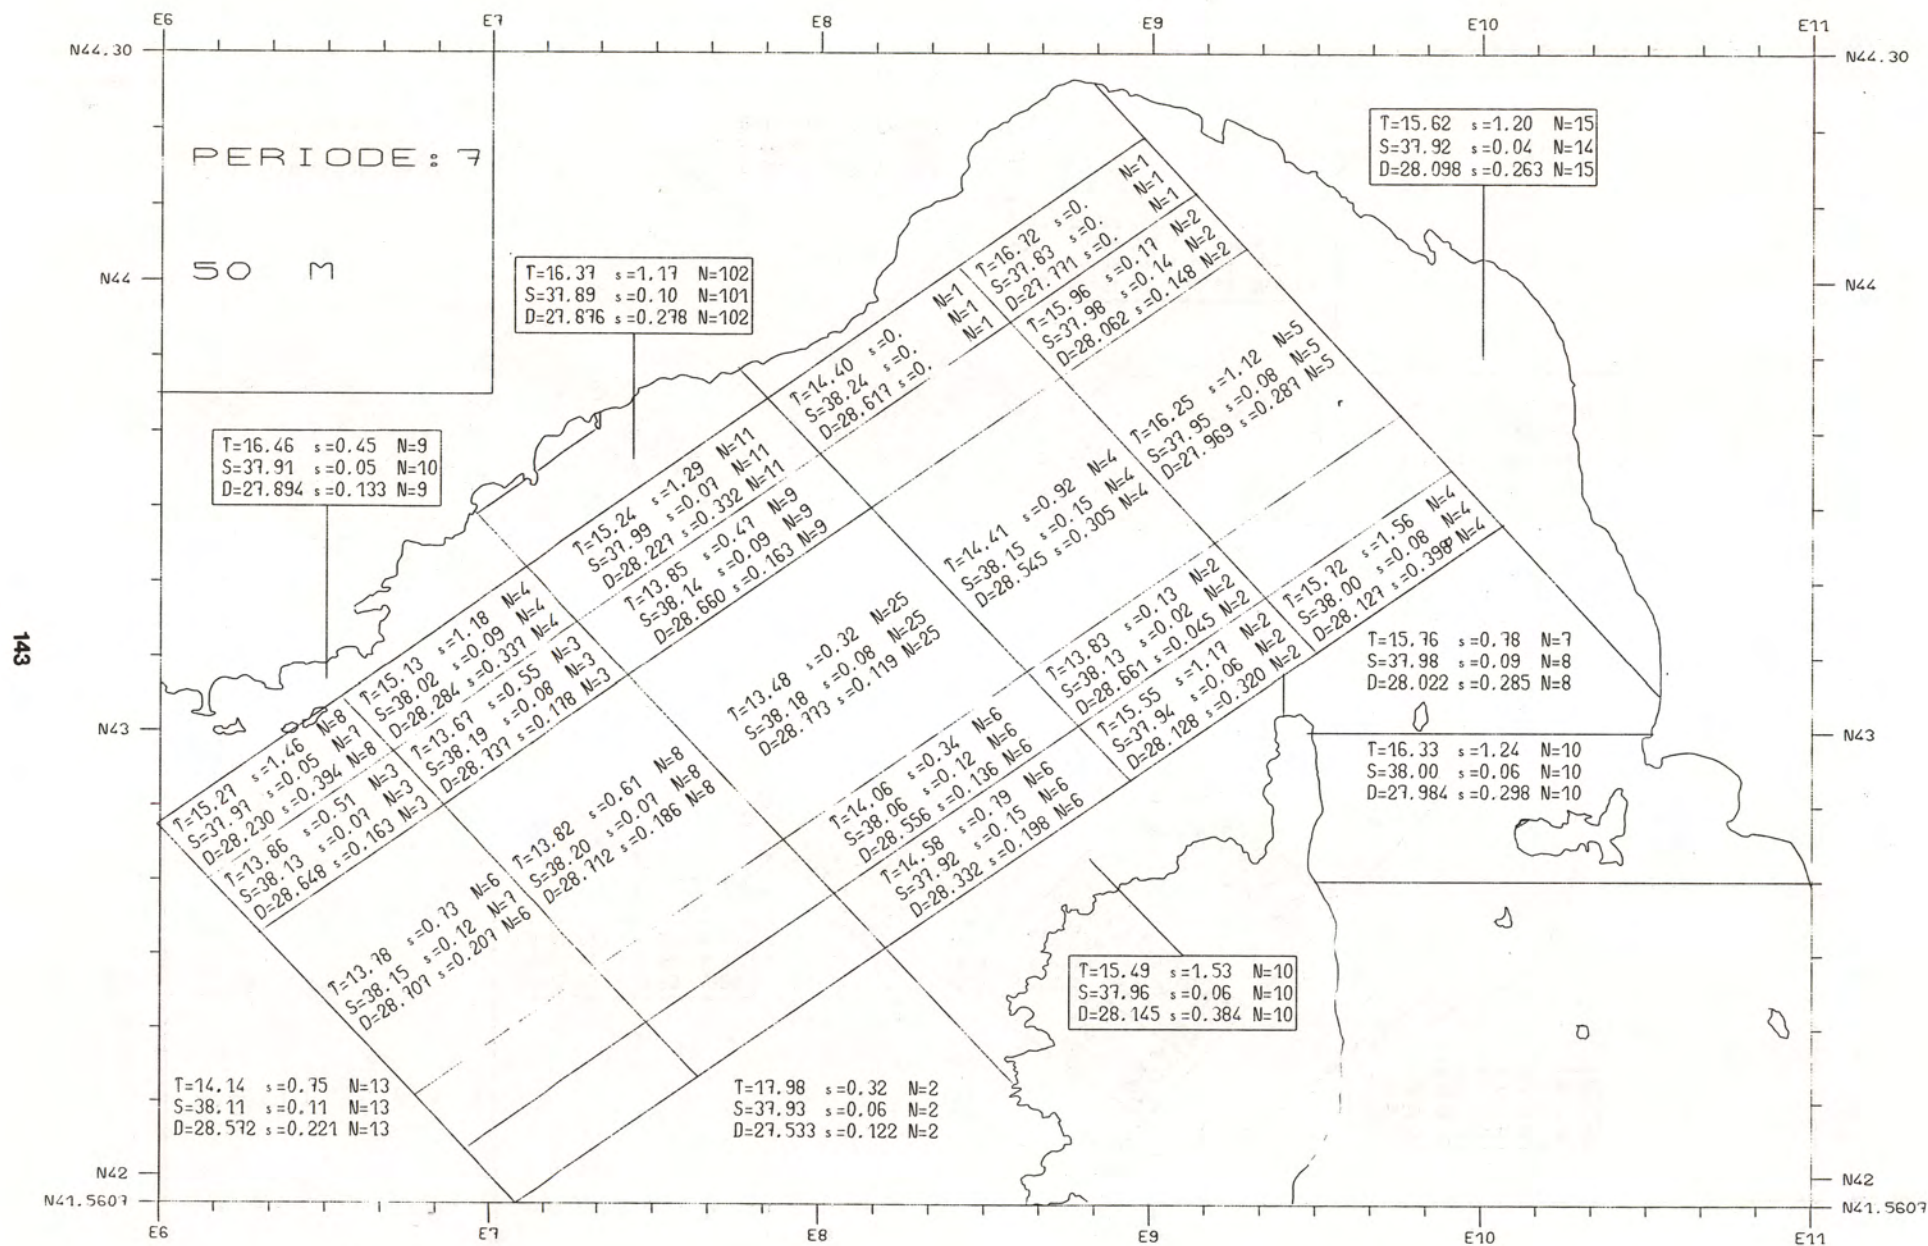 E6 E7 E8 E9 E10 E11
N44.30 N44.30
PERIODE: 7
50 M
T=15.62 s=1.20 N=15
S=37.92 s=0.04 N=14
D=28.098 s=0.263 N=15
T=16.37 s=1.17 N=102
S=37.89 s=0.10 N=101
D=27.876 s=0.278 N=102
N44 N44
T=16.72 s=0. N=1
S=37.83 s=0. N=1
D=27.771 s=0. N=1
T=15.96 s=0.17 N=2
S=37.98 s=0.14 N=2
D=28.062 s=0.148 N=2
T=14.40 s=0. N=1
S=38.24 s=0. N=1
D=28.617 s=0. N=1
T=16.25 s=1.12 N=5
S=37.95 s=0.08 N=5
D=27.969 s=0.287 N=5
T=16.46 s=0.45 N=9
S=37.91 s=0.05 N=10
D=27.894 s=0.133 N=9
T=15.24 s=1.29 N=11
S=37.99 s=0.07 N=11
D=28.227 s=0.332 N=11
T=13.85 s=0.47 N=9
S=38.14 s=0.09 N=9
D=28.660 s=0.163 N=9
T=14.41 s=0.92 N=4
S=38.15 s=0.15 N=4
D=28.545 s=0.305 N=4
T=15.72 s=1.56 N=4
S=38.00 s=0.08 N=4
D=28.127 s=0.398 N=4
T=15.13 s=1.18 N=4
S=38.02 s=0.09 N=4
D=28.284 s=0.337 N=4
T=13.67 s=0.55 N=3
S=38.19 s=0.08 N=3
D=28.737 s=0.178 N=3
T=13.48 s=0.32 N=25
S=38.18 s=0.08 N=25
D=28.773 s=0.119 N=25
T=13.83 s=0.13 N=2
S=38.13 s=0.02 N=2
D=28.661 s=0.045 N=2
T=15.55 s=1.17 N=2
S=37.94 s=0.06 N=2
D=28.128 s=0.320 N=2
T=15.76 s=0.78 N=7
S=37.98 s=0.09 N=8
D=28.022 s=0.285 N=8
143
N43 N43
T=15.27 s=1.46 N=8
S=37.97 s=0.05 N=7
D=28.230 s=0.394 N=8
T=13.86 s=0.51 N=3
S=38.13 s=0.07 N=3
D=28.648 s=0.163 N=3
T=13.82 s=0.61 N=8
S=38.20 s=0.07 N=8
D=28.712 s=0.186 N=8
T=14.06 s=0.34 N=6
S=38.06 s=0.12 N=6
D=28.556 s=0.136 N=6
T=14.58 s=0.79 N=6
S=37.92 s=0.15 N=6
D=28.332 s=0.198 N=6
T=16.33 s=1.24 N=10
S=38.00 s=0.06 N=10
D=27.984 s=0.298 N=10
T=13.78 s=0.73 N=6
S=38.15 s=0.12 N=7
D=28.707 s=0.207 N=6
T=15.49 s=1.53 N=10
S=37.96 s=0.06 N=10
D=28.145 s=0.384 N=10
T=14.14 s=0.75 N=13
S=38.11 s=0.11 N=13
D=28.572 s=0.221 N=13
T=17.98 s=0.32 N=2
S=37.93 s=0.06 N=2
D=27.533 s=0.122 N=2
N42 N42
N41.5607 N41.5607
E6 E7 E8 E9 E10 E11